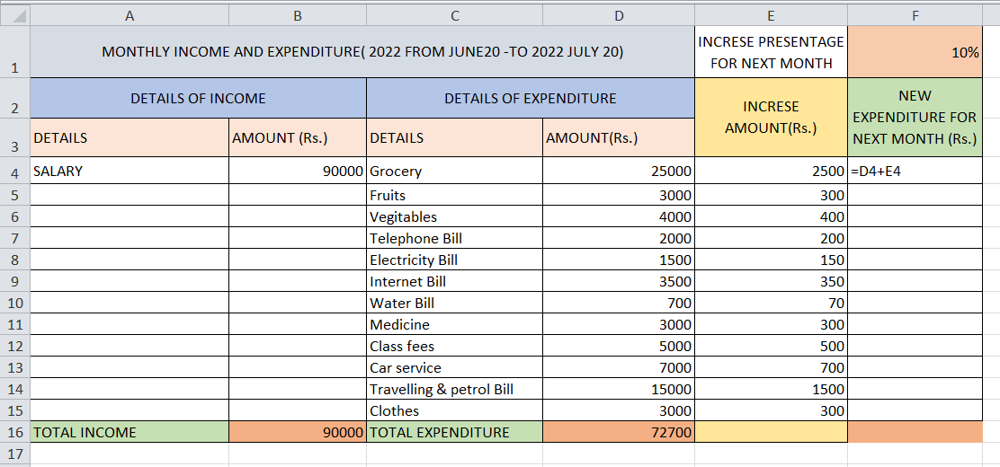 A B C D E F
1 MONTHLY INCOME AND EXPENDITURE( 2022 FROM JUNE20 -TO 2022 JULY 20) INCRESE PRESENTAGE FOR NEXT MONTH 10%
2 DETAILS OF INCOME DETAILS OF EXPENDITURE INCRESE AMOUNT(Rs.) NEW EXPENDITURE FOR NEXT MONTH (Rs.)
3 DETAILS AMOUNT (Rs.) DETAILS AMOUNT(Rs.)
4 SALARY 90000 Grocery 25000 2500 =D4+E4
5 Fruits 3000 300
6 Vegitables 4000 400
7 Telephone Bill 2000 200
8 Electricity Bill 1500 150
9 Internet Bill 3500 350
10 Water Bill 700 70
11 Medicine 3000 300
12 Class fees 5000 500
13 Car service 7000 700
14 Travelling & petrol Bill 15000 1500
15 Clothes 3000 300
16 TOTAL INCOME 90000 TOTAL EXPENDITURE 72700
17